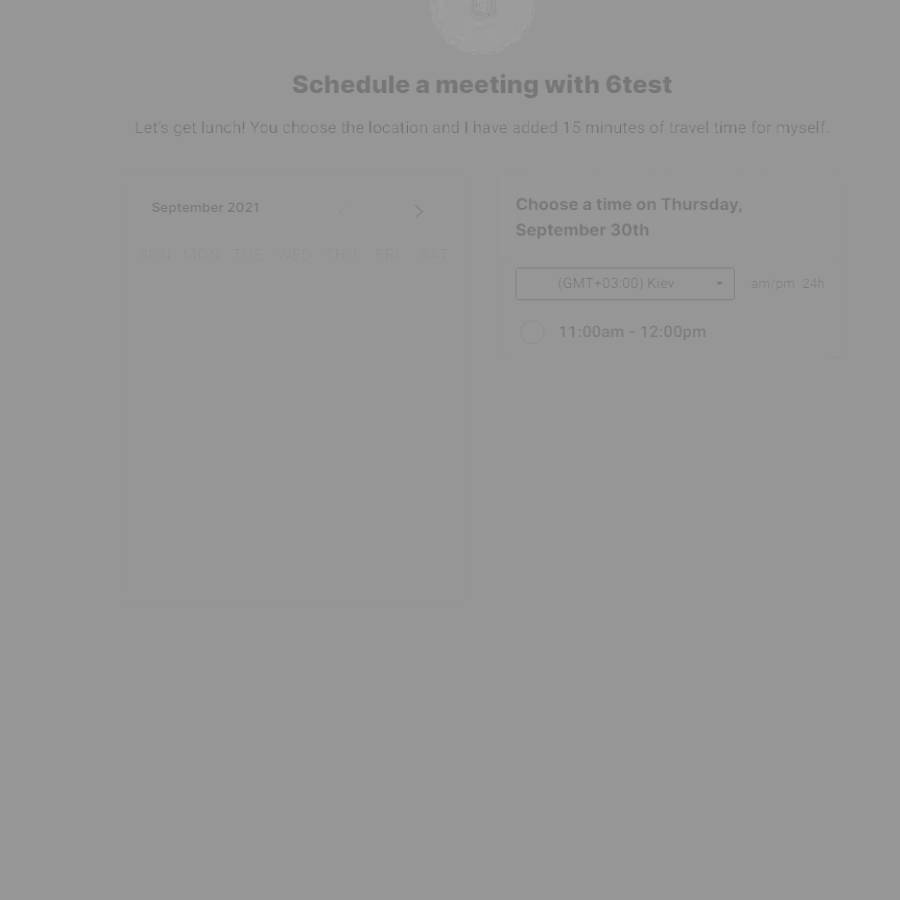 Schedule a meeting with 6test
Let's get lunch! You choose the location and I have added 15 minutes of travel time for myself.
September 2021
SUN MON TUE WED THU FRI SAT
Choose a time on Thursday,
September 30th
(GMT+03:00) Kiev
am/pm 24h
11:00am - 12:00pm